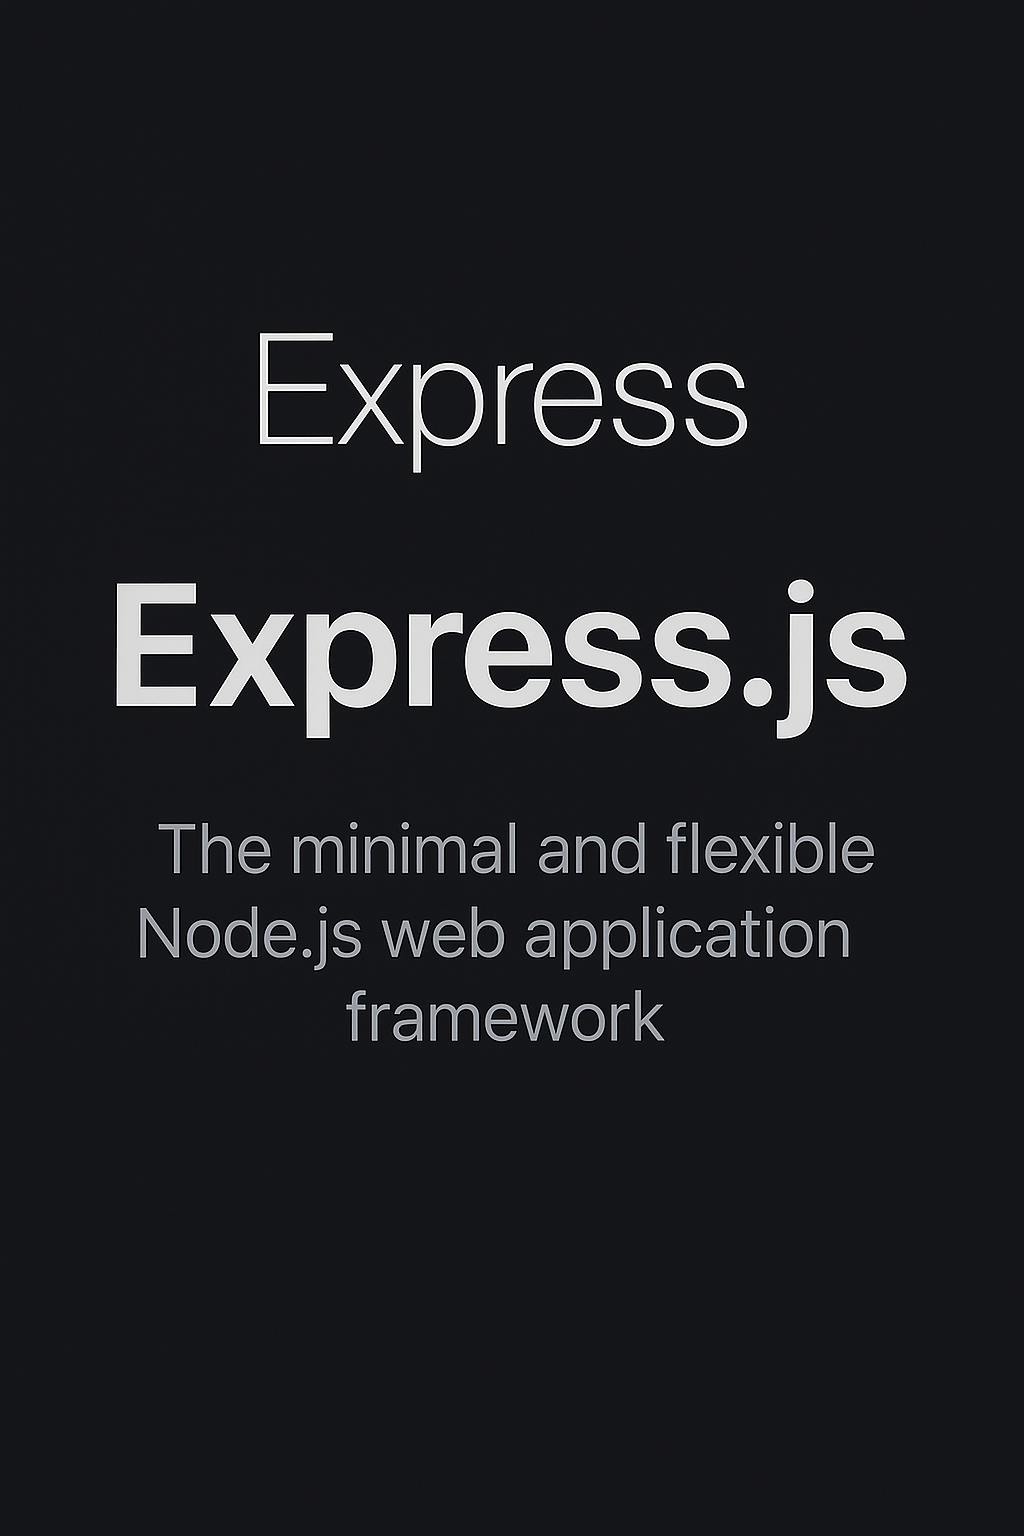 Express
Express.js
The minimal and flexible
Node.js web application
framework